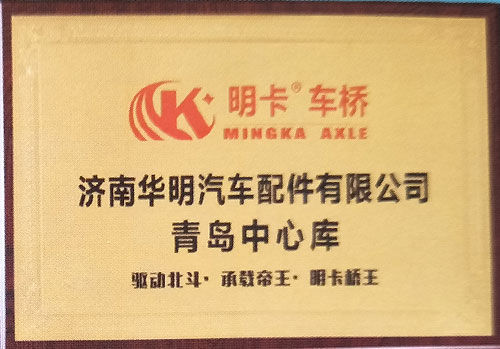 明卡®车桥
MINGKA AXLE
济南华明汽车配件有限公司
青岛中心库
驱动北斗·承载帝王·明卡桥王